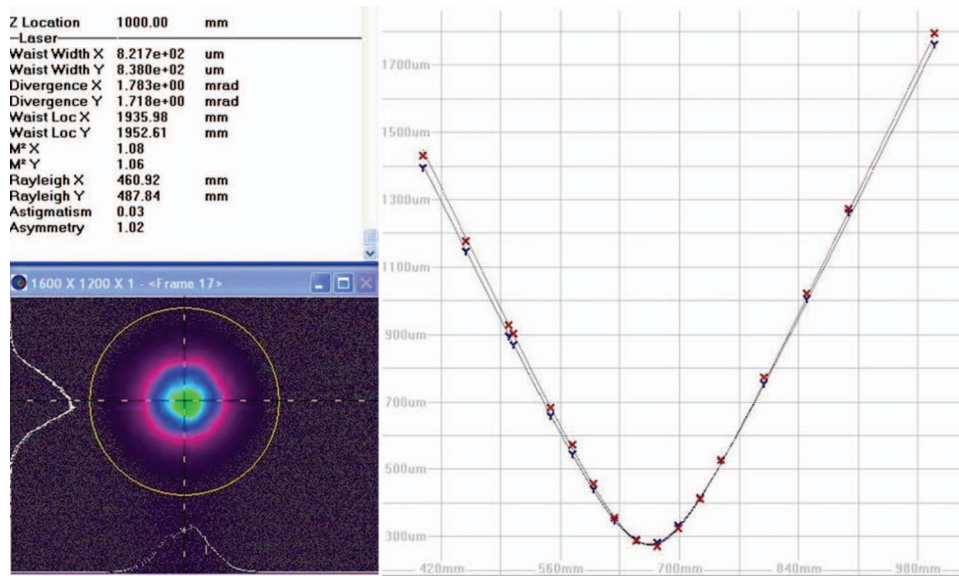 Z Location 1000.00 mm
Laser
Waist Width X 8.217e+02 um
Waist Width Y 8.380e+02 um
Divergence X 1.783e+00 mrad
Divergence Y 1.718e+00 mrad
Waist Loc X 1935.98 mm
Waist Loc Y 1952.61 mm
M² X 1.08
M² Y 1.06
Rayleigh X 460.92 mm
Rayleigh Y 487.84 mm
Astigmatism 0.03
Asymmetry 1.02
1600 X 1200 X 1 - <Frame 17>
1700um
1500um
1300um
1100um
900um
700um
500um
300um
420mm 560mm 700mm 840mm 980mm